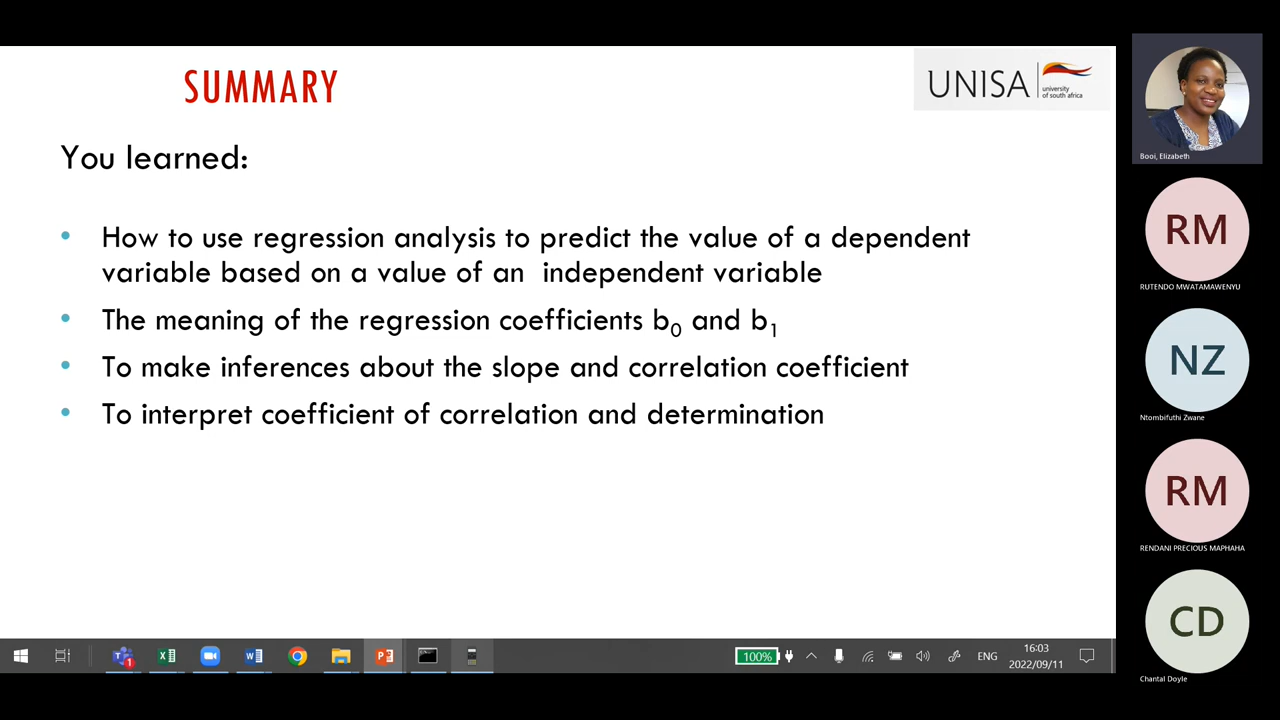 SUMMARY
UNISA
university
of south africa
You learned:
• How to use regression analysis to predict the value of a dependent
variable based on a value of an independent variable
• The meaning of the regression coefficients b0 and b1
• To make inferences about the slope and correlation coefficient
• To interpret coefficient of correlation and determination
Booi, Elizabeth
RM
RUTENDO MWATAMAWENYU
NZ
Ntombifuthi Zwane
RM
RENDANI PRECIOUS MAPHAHA
CD
Chantal Doyle
1
100%
ENG
16:03
2022/09/11